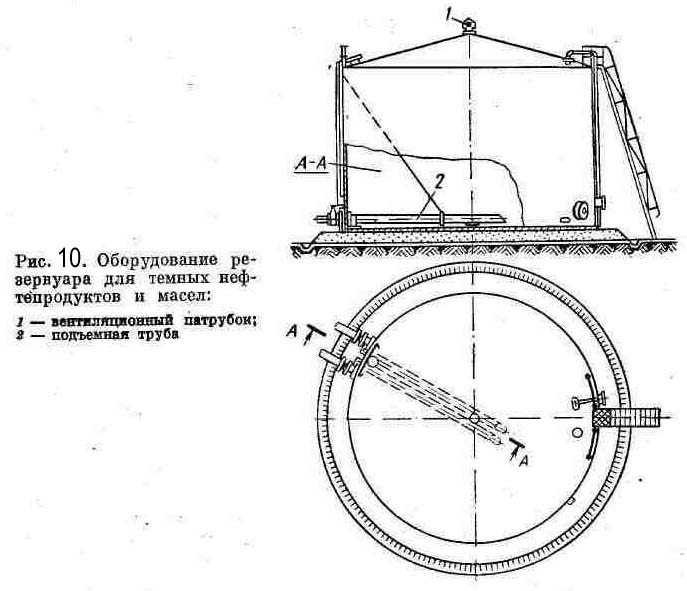 1
А-А
2
Рис. 10. Оборудование ре-
зервуара для темных неф-
тепродуктов и масел:
1 — вентиляционный патрубок;
2 — подъемная труба
А
А